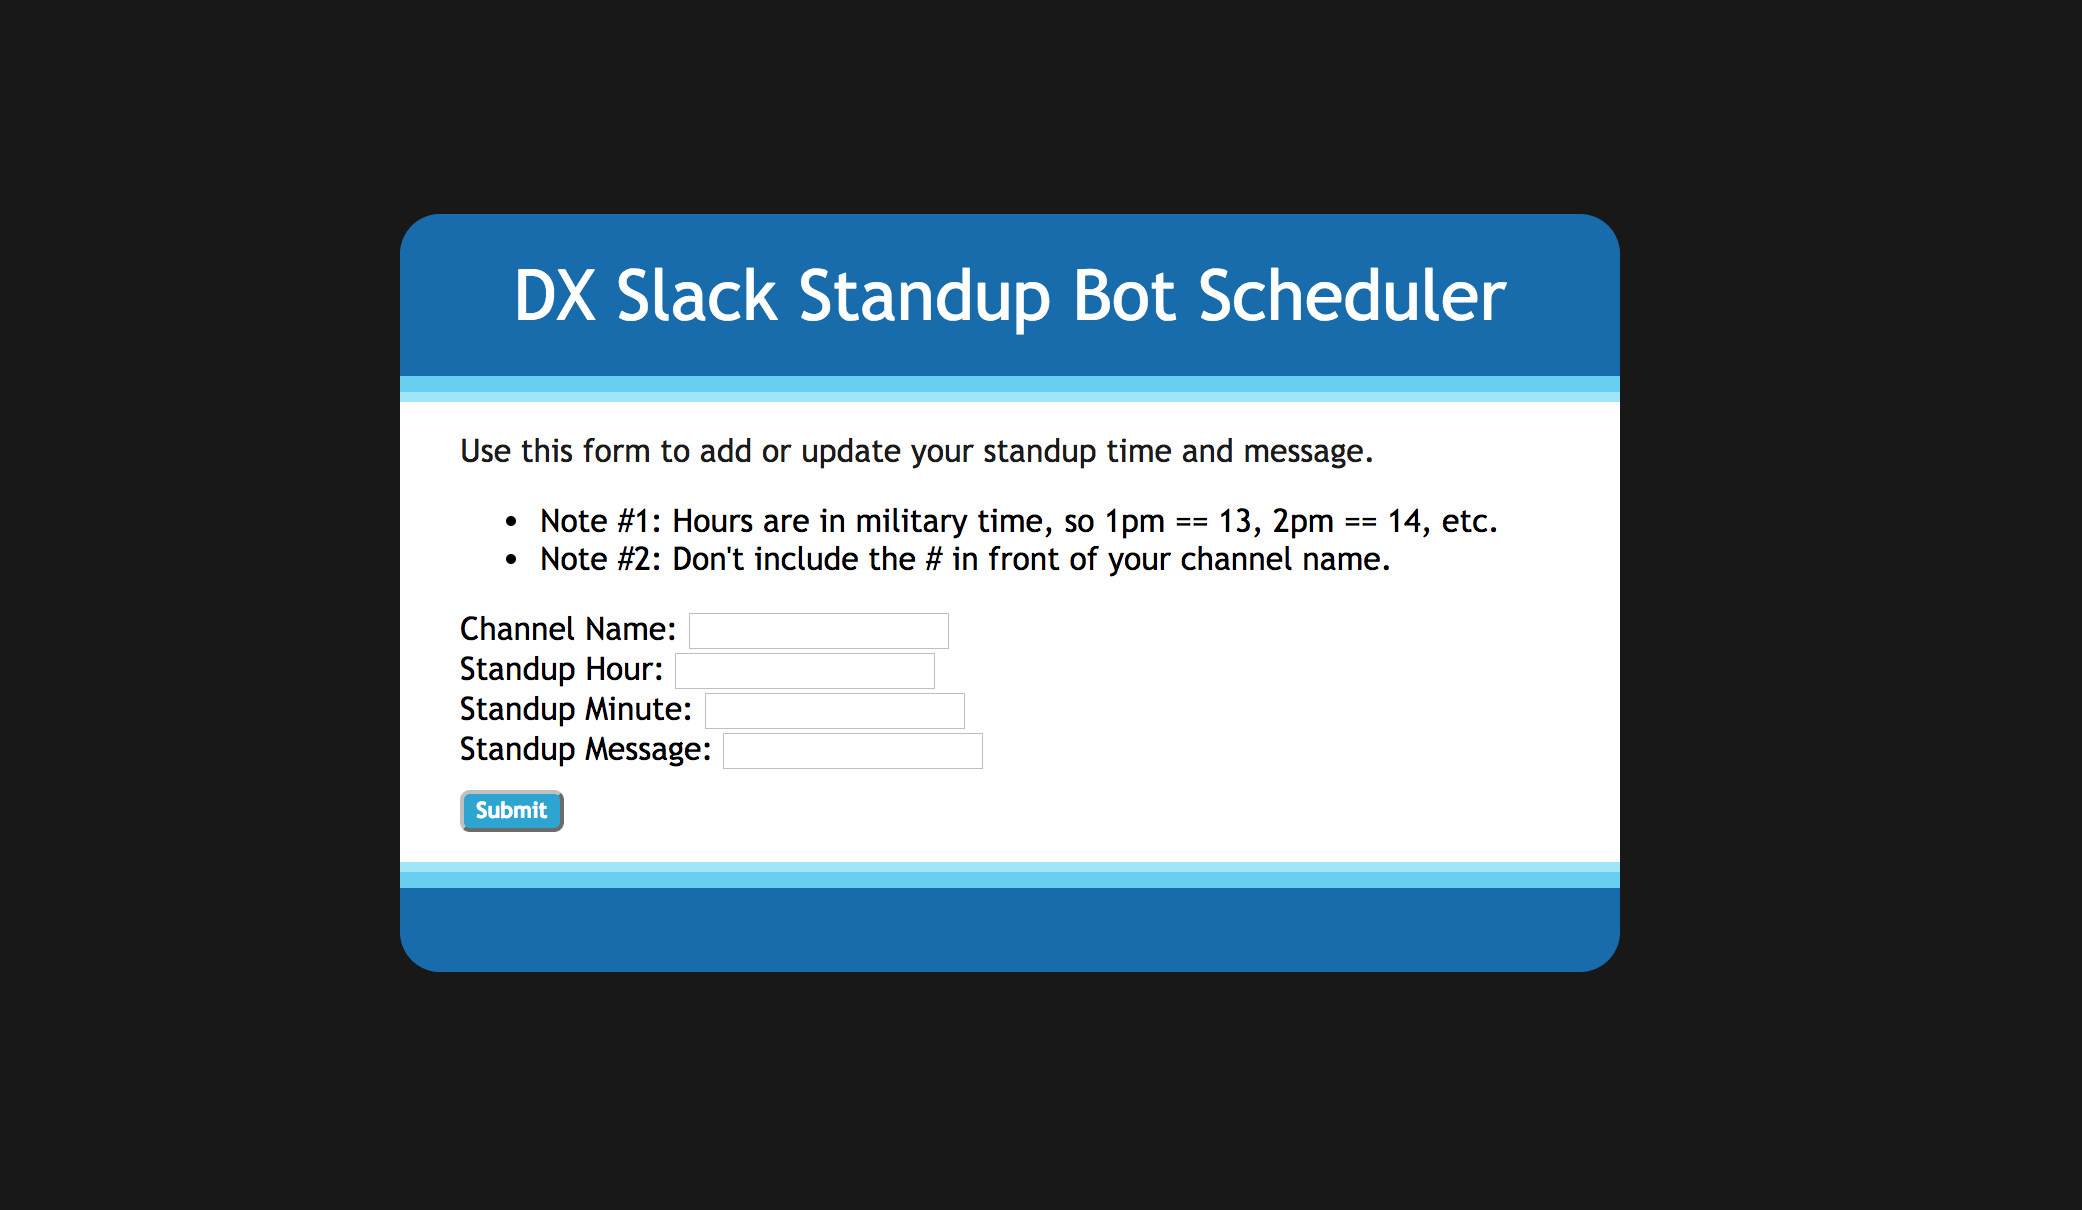 DX Slack Standup Bot Scheduler
Use this form to add or update your standup time and message.
• Note #1: Hours are in military time, so 1pm == 13, 2pm == 14, etc.
• Note #2: Don't include the # in front of your channel name.
Channel Name:
Standup Hour:
Standup Minute:
Standup Message:
Submit